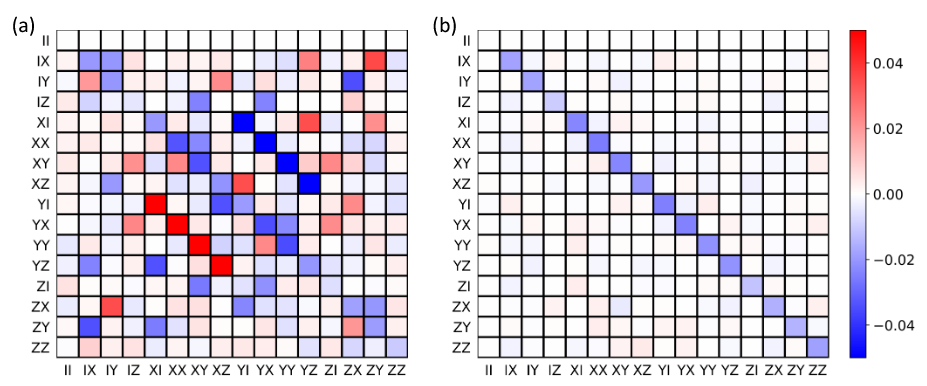 (a)
(b)
II
IX
IY
IZ
XI
XX
XY
XZ
YI
YX
YY
YZ
ZI
ZX
ZY
ZZ
II IX IY IZ XI XX XY XZ YI YX YY YZ ZI ZX ZY ZZ
II
IX
IY
IZ
XI
XX
XY
XZ
YI
YX
YY
YZ
ZI
ZX
ZY
ZZ
II IX IY IZ XI XX XY XZ YI YX YY YZ ZI ZX ZY ZZ
0.04
0.02
0.00
−0.02
−0.04